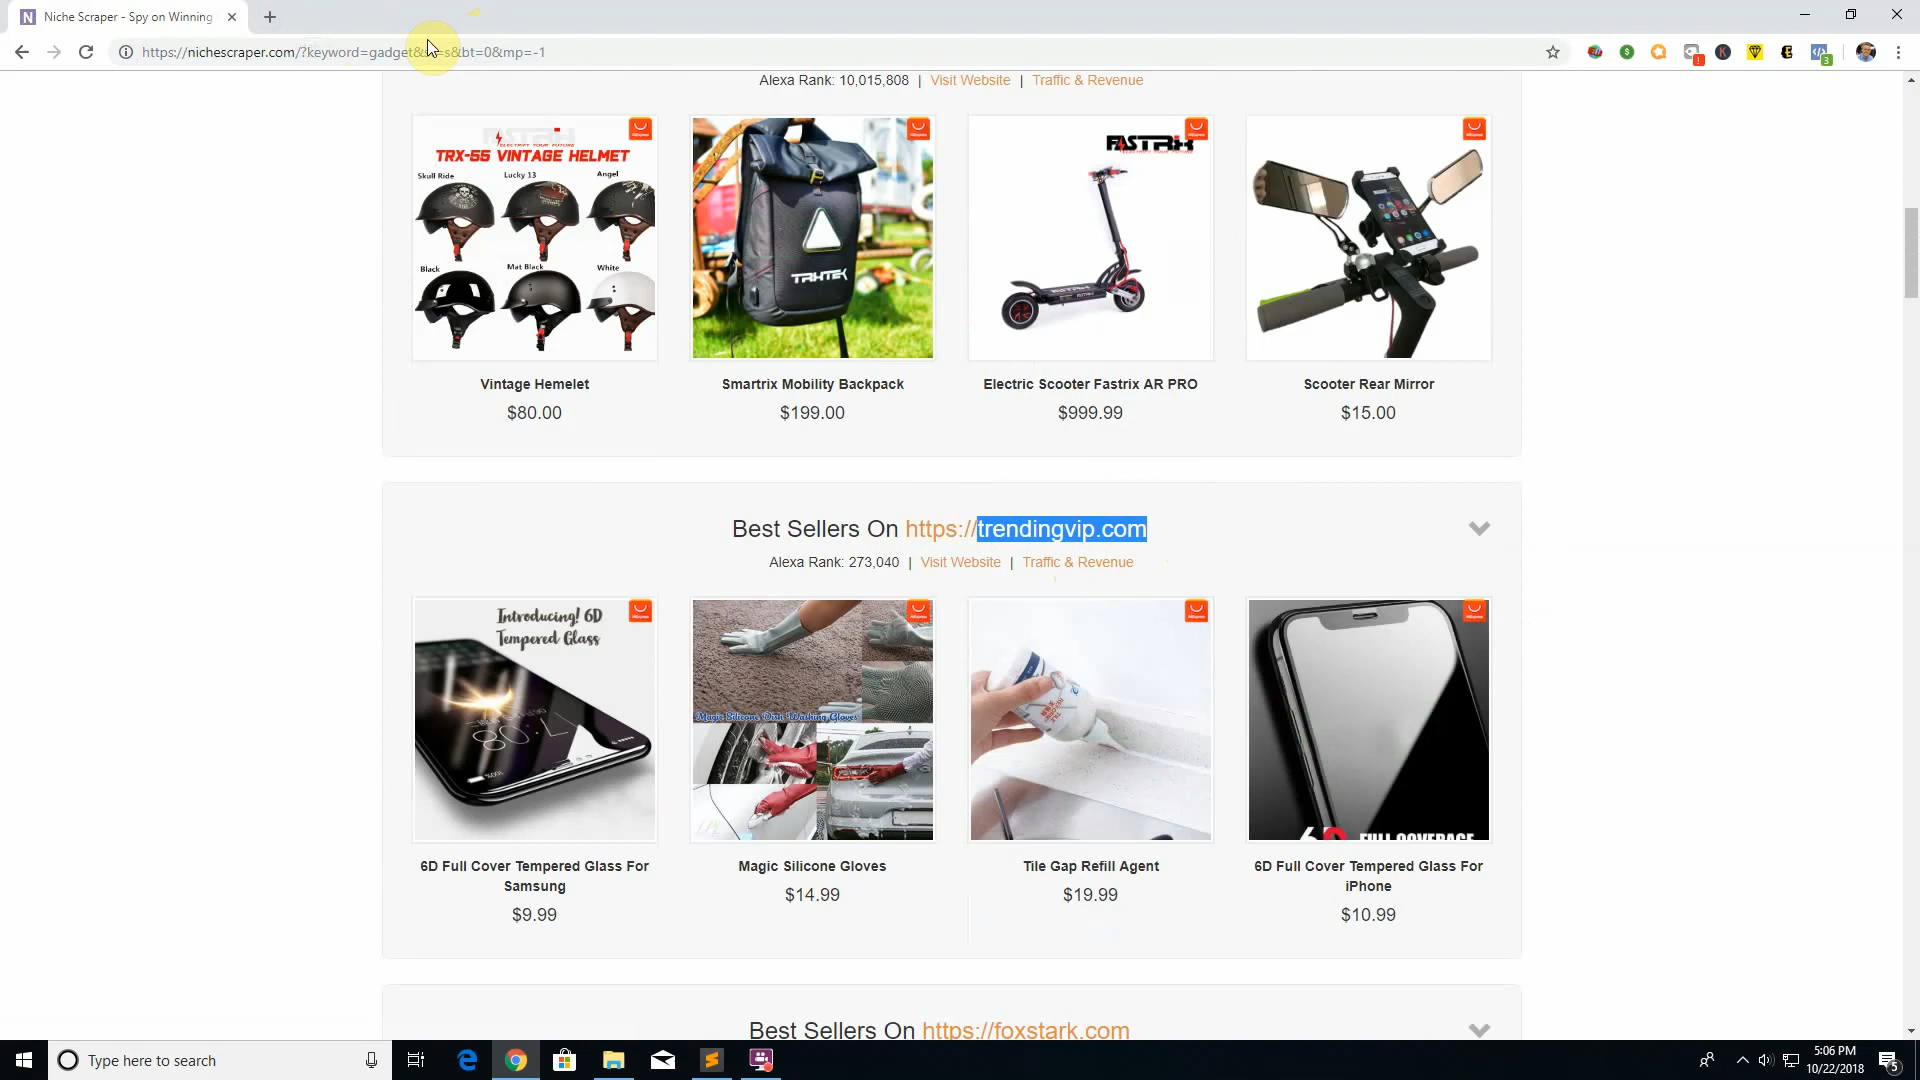 Niche Scraper - Spy on Winning
https://nichescraper.com/?keyword=gadget&s=s&bt=0&mp=-1
Alexa Rank: 10,015,808 | Visit Website | Traffic & Revenue
FASTRIX
ELECTRIFY YOUR FUTURE
TRX-55 VINTAGE HELMET
Skull Ride
Lucky 13
Angel
Black
Mat Black
White
TRHTEK
FASTRIX
Vintage Hemelet
Smartrix Mobility Backpack
Electric Scooter Fastrix AR PRO
Scooter Rear Mirror
$80.00
$199.00
$999.99
$15.00
Best Sellers On https://trendingvip.com
Alexa Rank: 273,040 | Visit Website | Traffic & Revenue
Introducing! 6D
Tempered Glass
Magic Silicone Dish Washing Gloves
6D FULL COVERAGE
6D Full Cover Tempered Glass For
Samsung
Magic Silicone Gloves
Tile Gap Refill Agent
6D Full Cover Tempered Glass For
iPhone
$9.99
$14.99
$19.99
$10.99
Best Sellers On https://foxstark.com
Type here to search
5:06 PM
10/22/2018
5